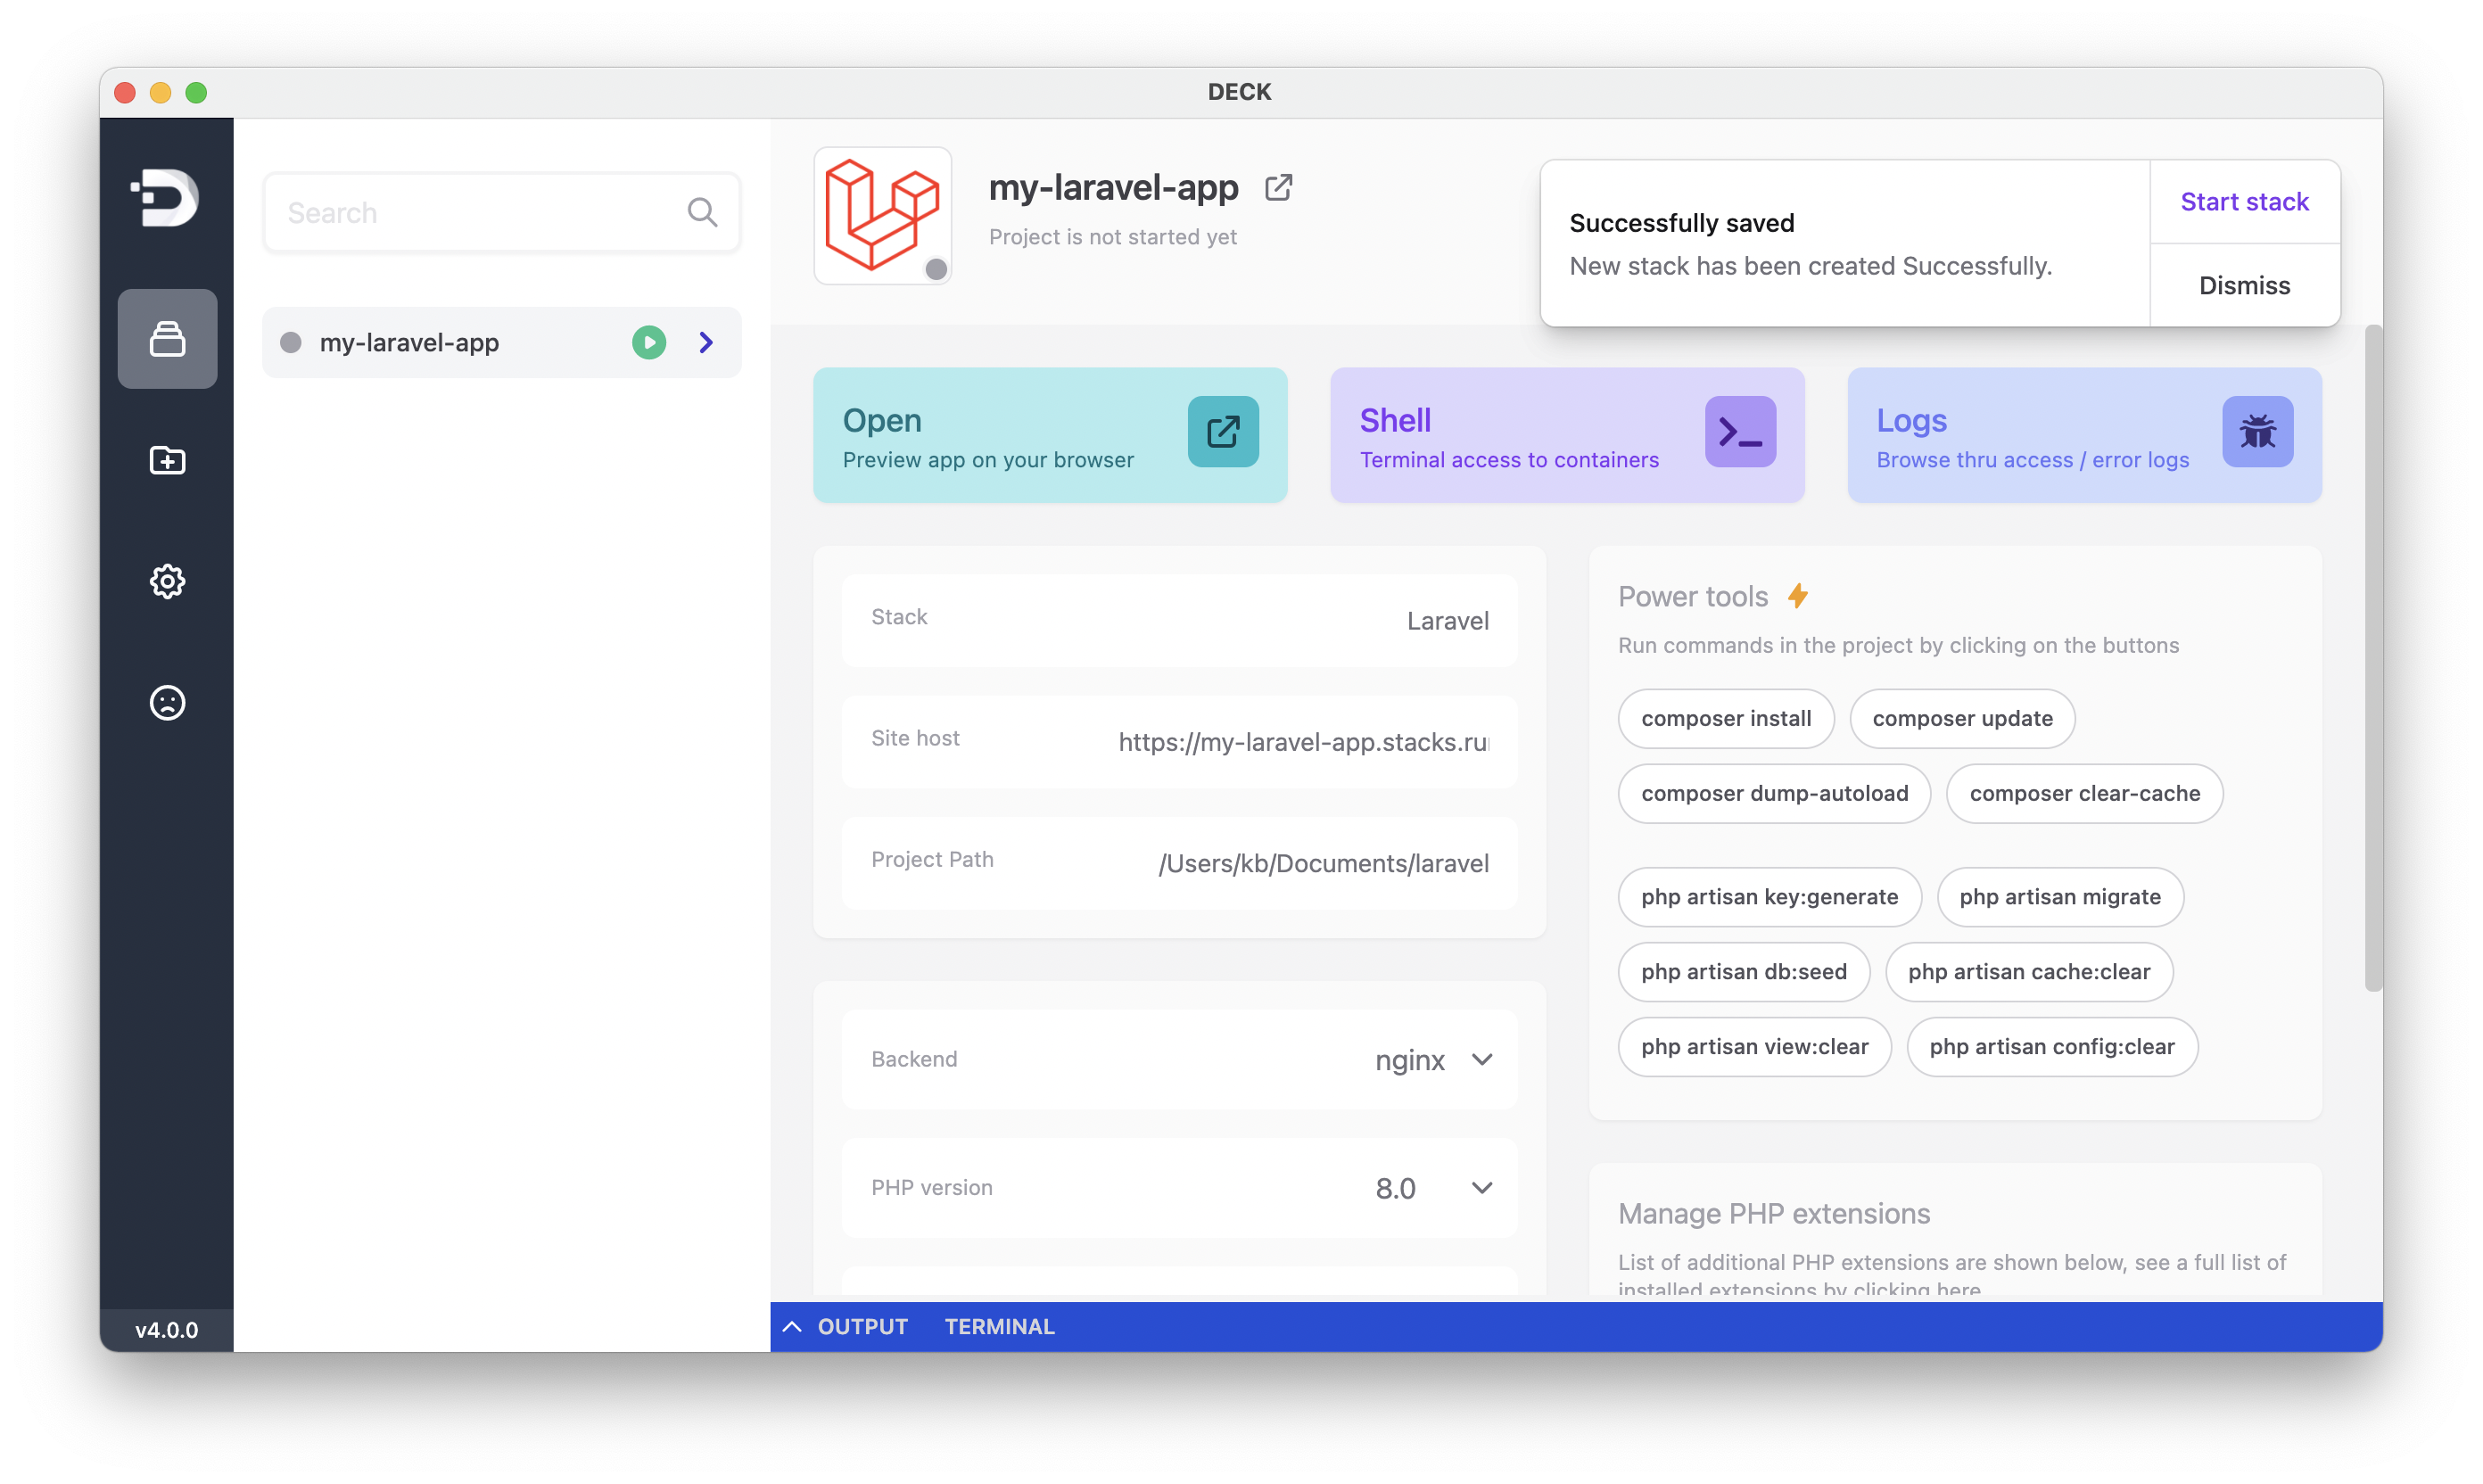 DECK
Search
my-laravel-app
v4.0.0
my-laravel-app
Project is not started yet
Successfully saved
New stack has been created Successfully.
Start stack
Dismiss
Open
Preview app on your browser
Shell
Terminal access to containers
Logs
Browse thru access / error logs
Stack
Laravel
Site host
https://my-laravel-app.stacks.ru
Project Path
/Users/kb/Documents/laravel
Backend
nginx
PHP version
8.0
Power tools
Run commands in the project by clicking on the buttons
composer install
composer update
composer dump-autoload
composer clear-cache
php artisan key:generate
php artisan migrate
php artisan db:seed
php artisan cache:clear
php artisan view:clear
php artisan config:clear
Manage PHP extensions
List of additional PHP extensions are shown below, see a full list of
installed extensions by clicking here
OUTPUT
TERMINAL